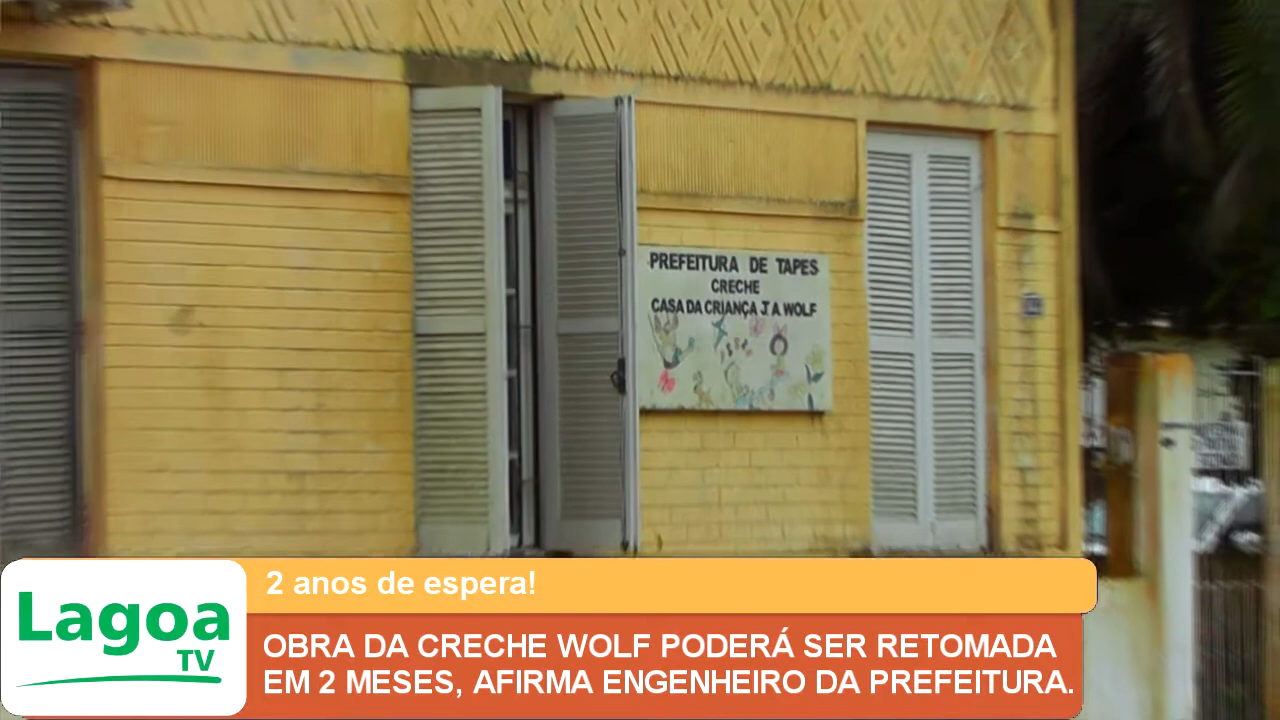 PREFEITURA DE TAPES
CRECHE
CASA DA CRIANÇA J. A. WOLF
2 anos de espera!
Lagoa
TV
OBRA DA CRECHE WOLF PODERÁ SER RETOMADA
EM 2 MESES, AFIRMA ENGENHEIRO DA PREFEITURA.